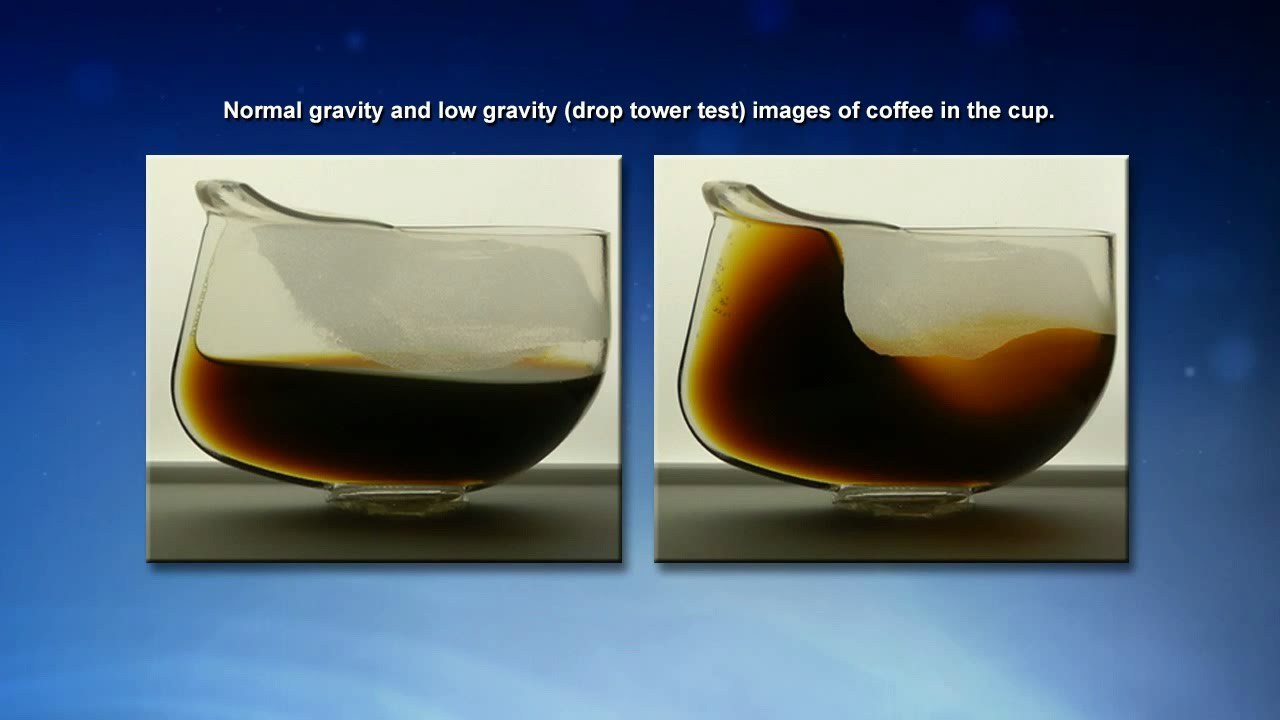 Normal gravity and low gravity (drop tower test) images of coffee in the cup.